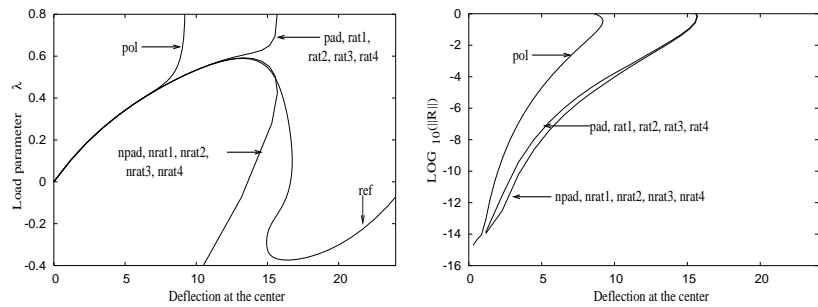 0.8
0.6
0.4
0.2
0
-0.2
-0.4
0
5
10
15
20
Load parameter λ
Deflection at the center
pol
pad, rat1,
rat2, rat3, rat4
npad, nrat1, nrat2,
nrat3, nrat4
ref
0
-2
-4
-6
-8
-10
-12
-14
-16
0
5
10
15
20
LOG 10(||R||)
Deflection at the center
pol
pad, rat1, rat2, rat3, rat4
npad, nrat1, nrat2, nrat3, nrat4